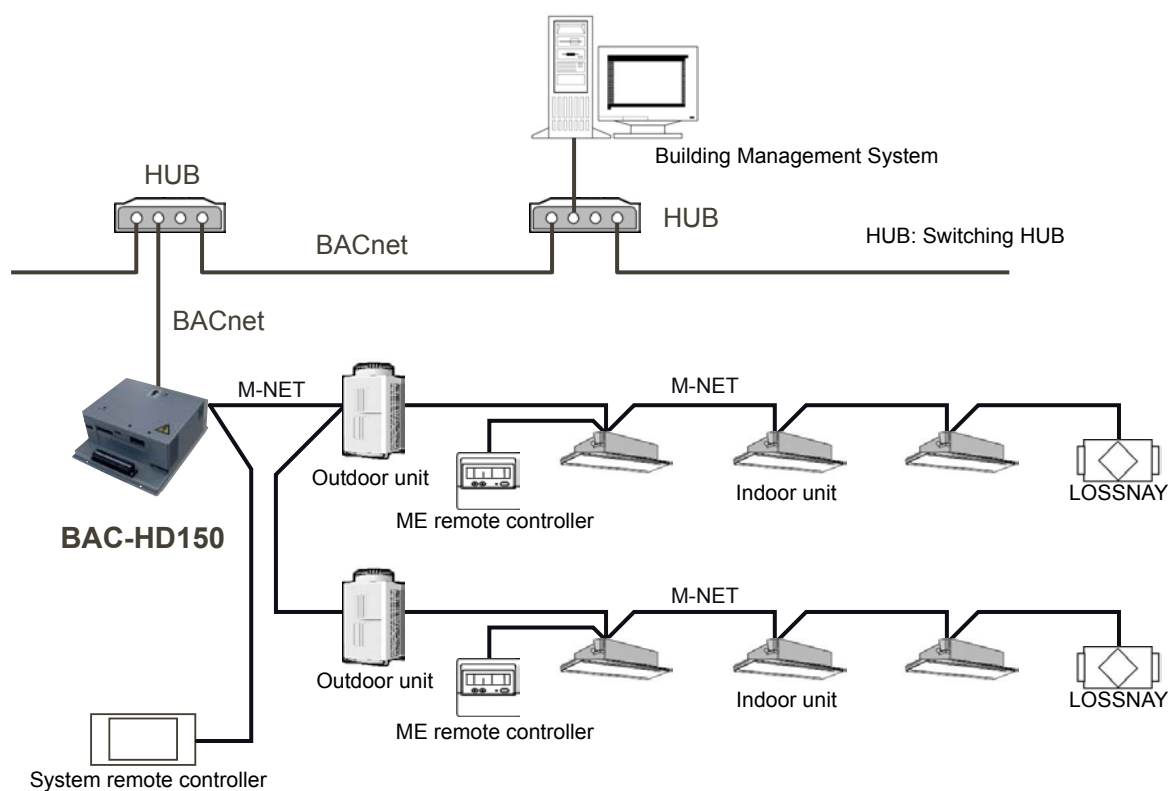 Building Management System
HUB
HUB
HUB: Switching HUB
BACnet
BACnet
M-NET
M-NET
Outdoor unit
ME remote controller
Indoor unit
LOSSNAY
BAC-HD150
M-NET
Outdoor unit
ME remote controller
Indoor unit
LOSSNAY
System remote controller